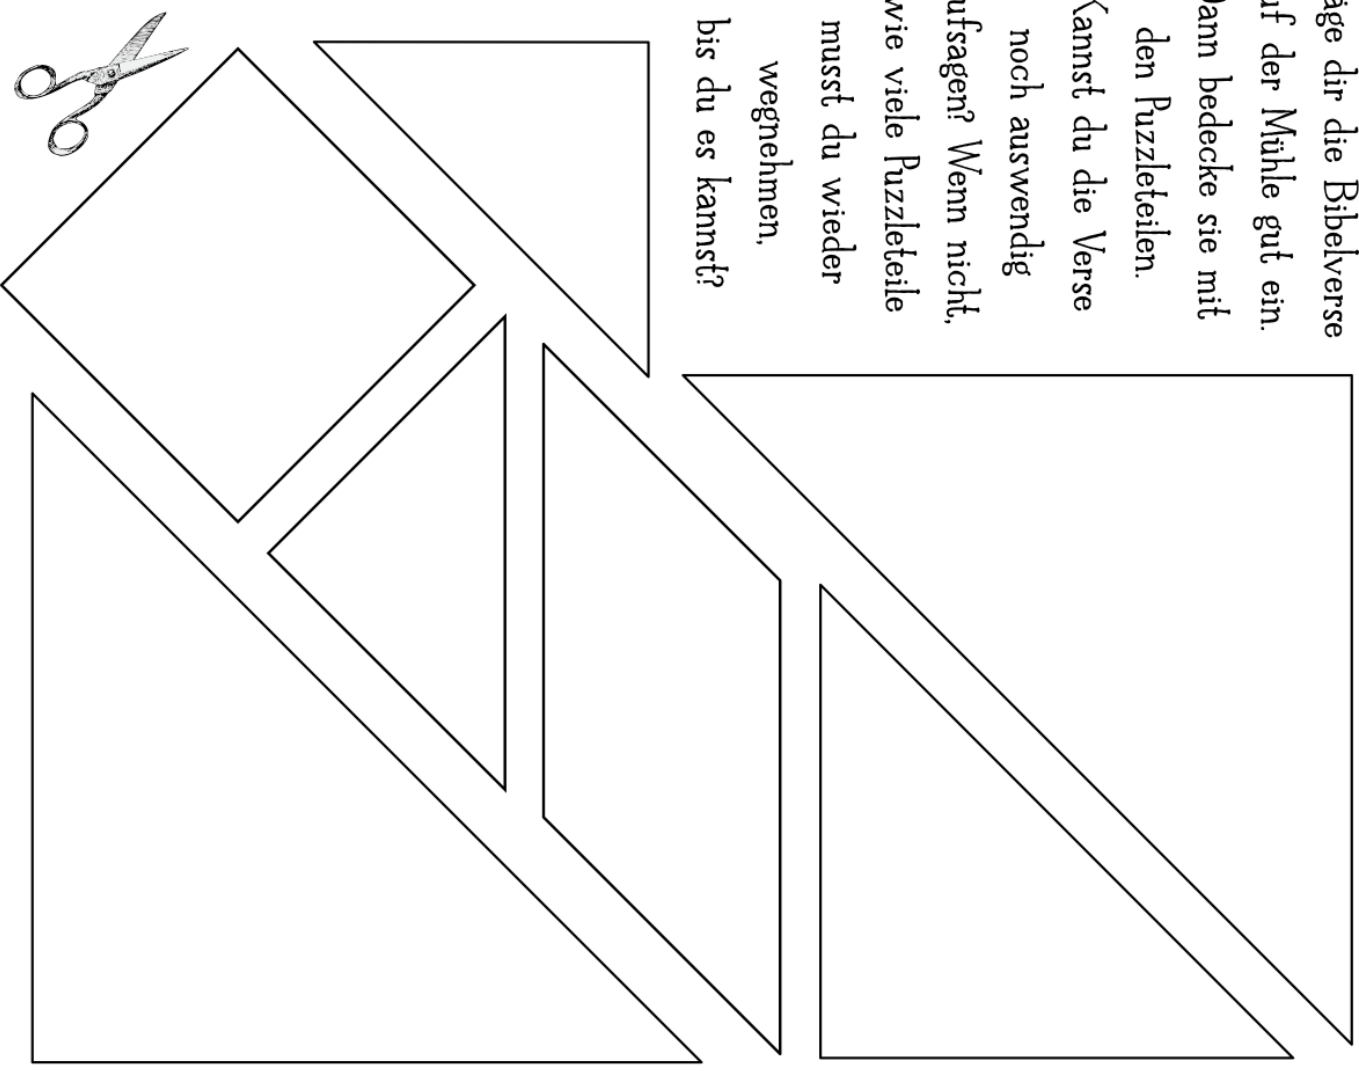 äge dir die Bibelverse
uf der Mühle gut ein.
Dann bedecke sie mit
den Puzzleteilen.
Kannst du die Verse
noch auswendig
ufsagen? Wenn nicht,
wie viele Puzzleteile
musst du wieder
wegnehmen,
bis du es kannst?